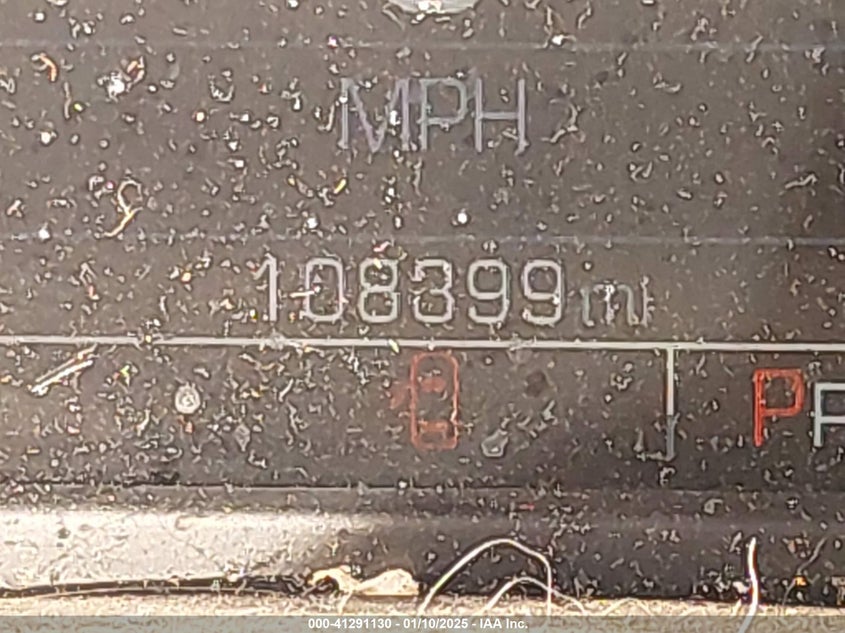 MPH
108399 mi
P
000-41291130 - 01/10/2025 - IAA Inc.